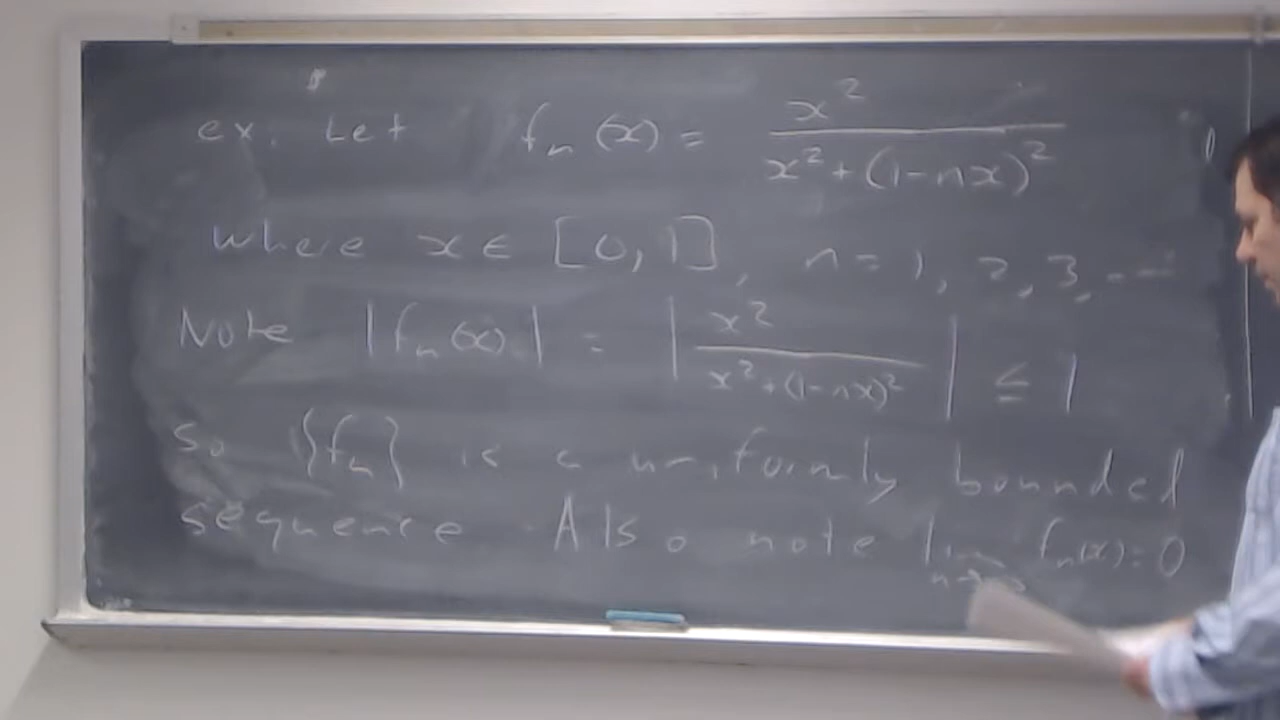 ex. Let fₙ(x) = x² / (x² + (1-nx)²)
where x ∈ [0,1], n = 1, 2, 3, ...
Note |fₙ(x)| = |x² / (x² + (1-nx)²)| ≤ 1
so {fₙ} is a uniformly bounded
sequence Also note lim n→∞ fₙ(x) = 0